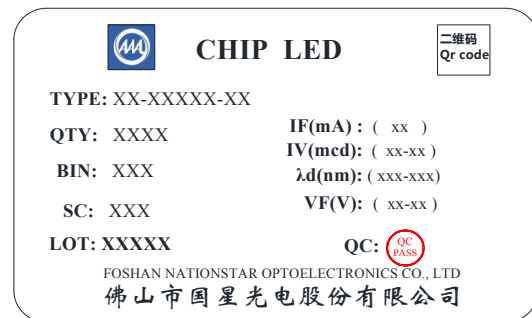 AAA
CHIP LED
二维码
Qr code
TYPE: XX-XXXXX-XX
QTY: XXXX
BIN: XXX
SC: XXX
LOT: XXXXX
IF(mA) : ( xx )
IV(mcd): ( xx-xx )
λd(nm): ( xxx-xxx)
VF(V): ( xx-xx )
QC:
QC
PASS
FOSHAN NATIONSTAR OPTOELECTRONICS CO., LTD
佛山市国星光电股份有限公司